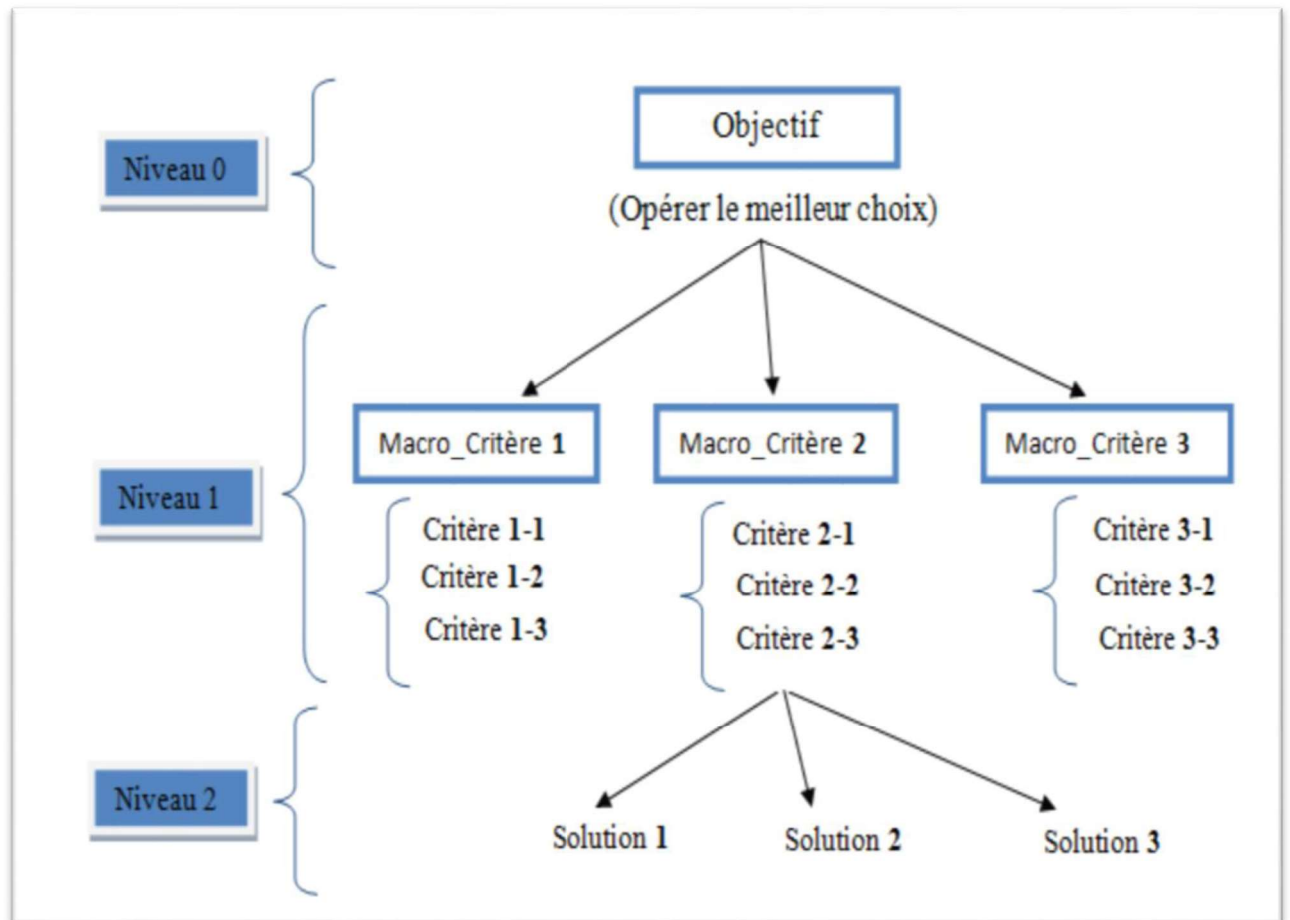 Objectif
Niveau 0
(Opérer le meilleur choix)
Macro_Critère 1
Macro_Critère 2
Macro_Critère 3
Niveau 1
Critère 1-1
Critère 1-2
Critère 1-3
Critère 2-1
Critère 2-2
Critère 2-3
Critère 3-1
Critère 3-2
Critère 3-3
Niveau 2
Solution 1
Solution 2
Solution 3